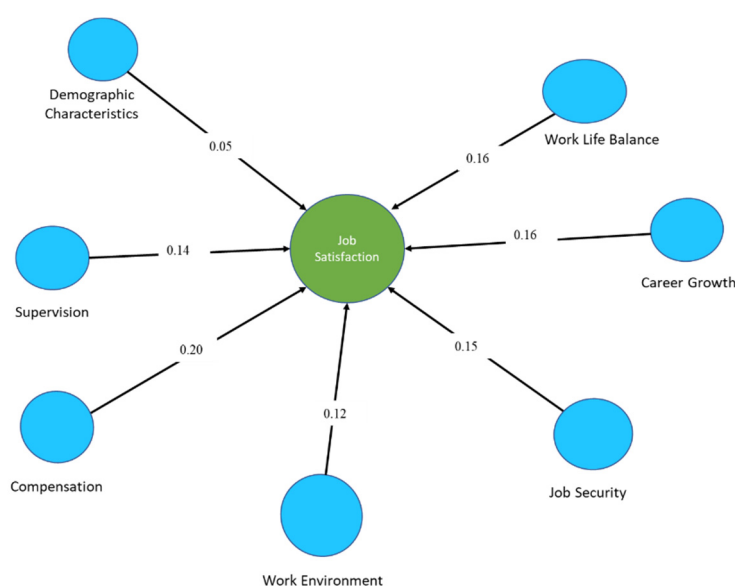 Demographic
Characteristics
0.05
Work Life Balance
0.16
Job
Satisfaction
0.14
Supervision
0.16
Career Growth
0.20
Compensation
0.15
Job Security
0.12
Work Environment